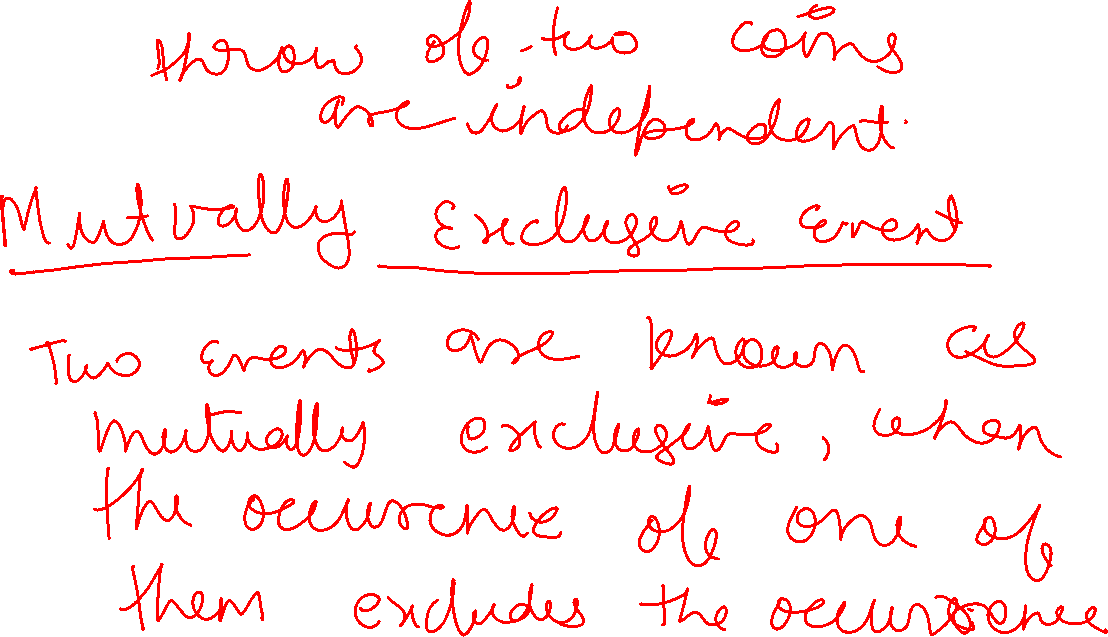 throw of two coins
are independent.
Mutually Exclusive event
Two events are known as
mutually exclusive, when
the occurence of one of
them excludes the occurrence